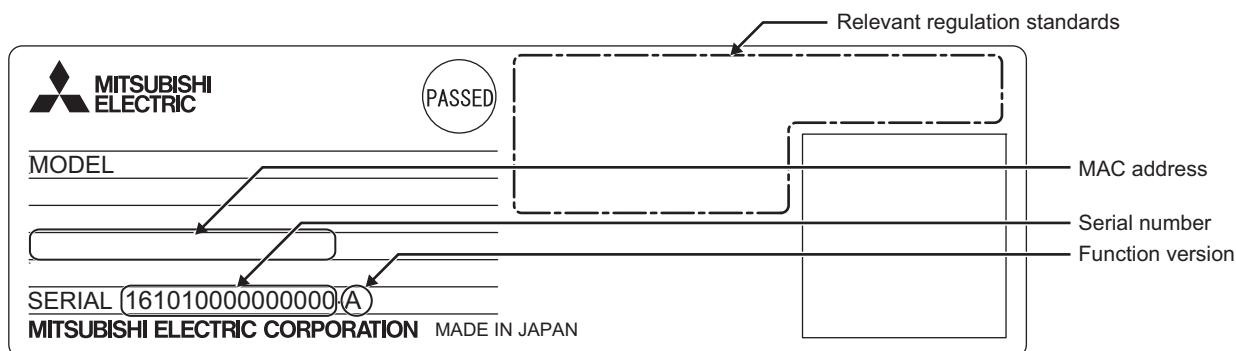 Relevant regulation standards
MITSUBISHI
ELECTRIC
PASSED
MODEL
MAC address
Serial number
Function version
SERIAL 161010000000000-A
MITSUBISHI ELECTRIC CORPORATION MADE IN JAPAN